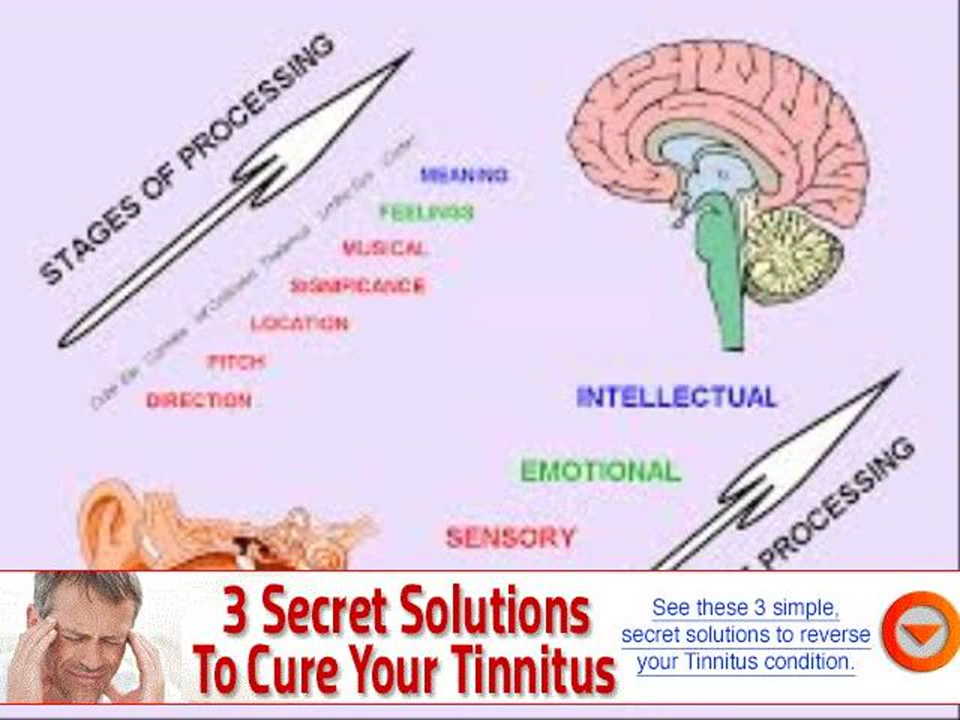 STAGES OF PROCESSING
MEANING
FEELINGS
MUSICAL
SIGNIFICANCE
LOCATION
PITCH
DIRECTION
INTELLECTUAL
EMOTIONAL
SENSORY
PROCESSING
3 Secret Solutions
To Cure Your Tinnitus
See these 3 simple,
secret solutions to reverse
your Tinnitus condition.